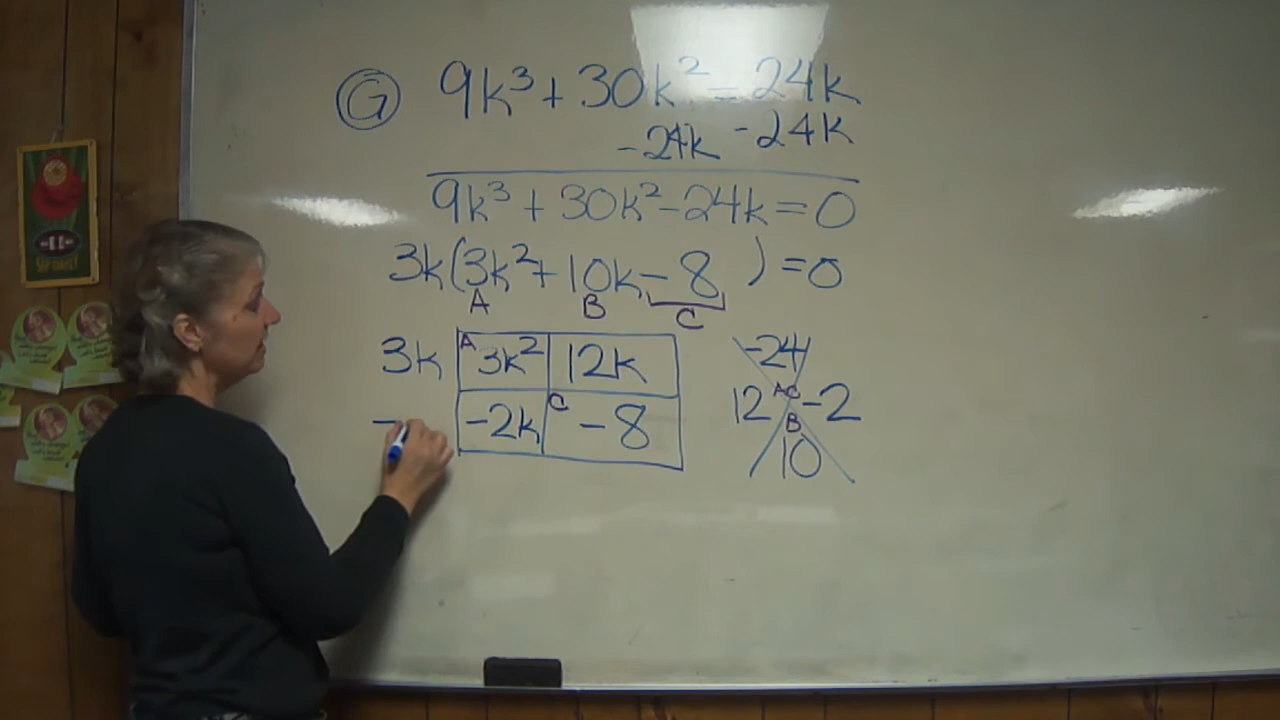 G 9k³ + 30k² = 24k
-24k -24k
9k³ + 30k² - 24k = 0
3k(3k² + 10k - 8 ) = 0
A B C
3k A 3k² 12k
- -2k C -8
-24
12 AC -2
B
10